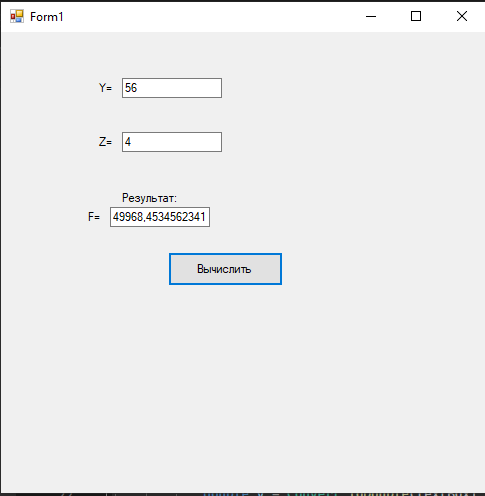 Form1
Y= 56
Z= 4
Результат:
F= 49968,4534562341
Вычислить